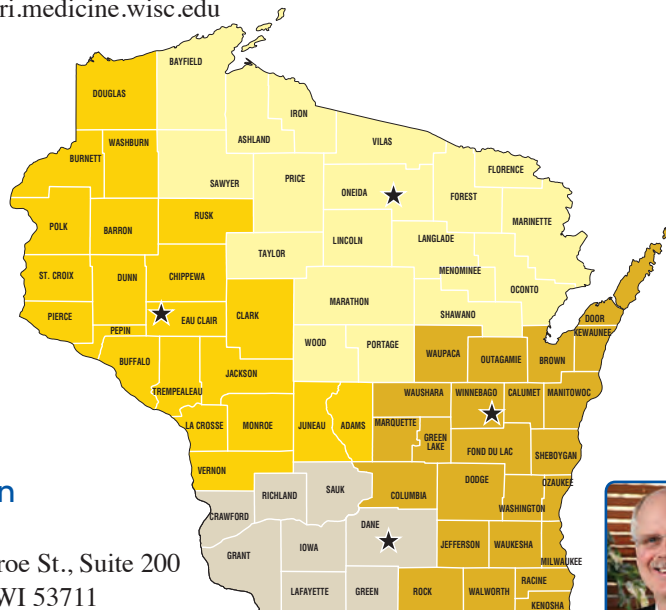 ri.medicine.wisc.edu
BAYFIELD
DOUGLAS
IRON
ASHLAND
VILAS
WASHBURN
BURNETT
FLORENCE
SAWYER
PRICE
ONEIDA
FOREST
RUSK
MARINETTE
POLK
BARRON
LINCOLN
LANGLADE
TAYLOR
MENOMINEE
ST. CROIX
DUNN
CHIPPEWA
OCONTO
MARATHON
SHAWANO
PIERCE
EAU CLAIR
CLARK
DOOR
PEPIN
KEWAUNEE
WOOD
PORTAGE
WAUPACA
OUTAGAMIE
BROWN
BUFFALO
JACKSON
TREMPEALEAU
WAUSHARA
WINNEBAGO
CALUMET
MANITOWOC
LA CROSSE
MONROE
JUNEAU
ADAMS
MARQUETTE
GREEN
LAKE
FOND DU LAC
SHEBOYGAN
VERNON
DODGE
OZAUKEE
n
RICHLAND
SAUK
COLUMBIA
WASHINGTON
CRAWFORD
DANE
GRANT
IOWA
JEFFERSON
WAUKESHA
MILWAUKEE
roe St., Suite 200
RACINE
LAFAYETTE
GREEN
ROCK
WALWORTH
WI 53711
KENOSHA